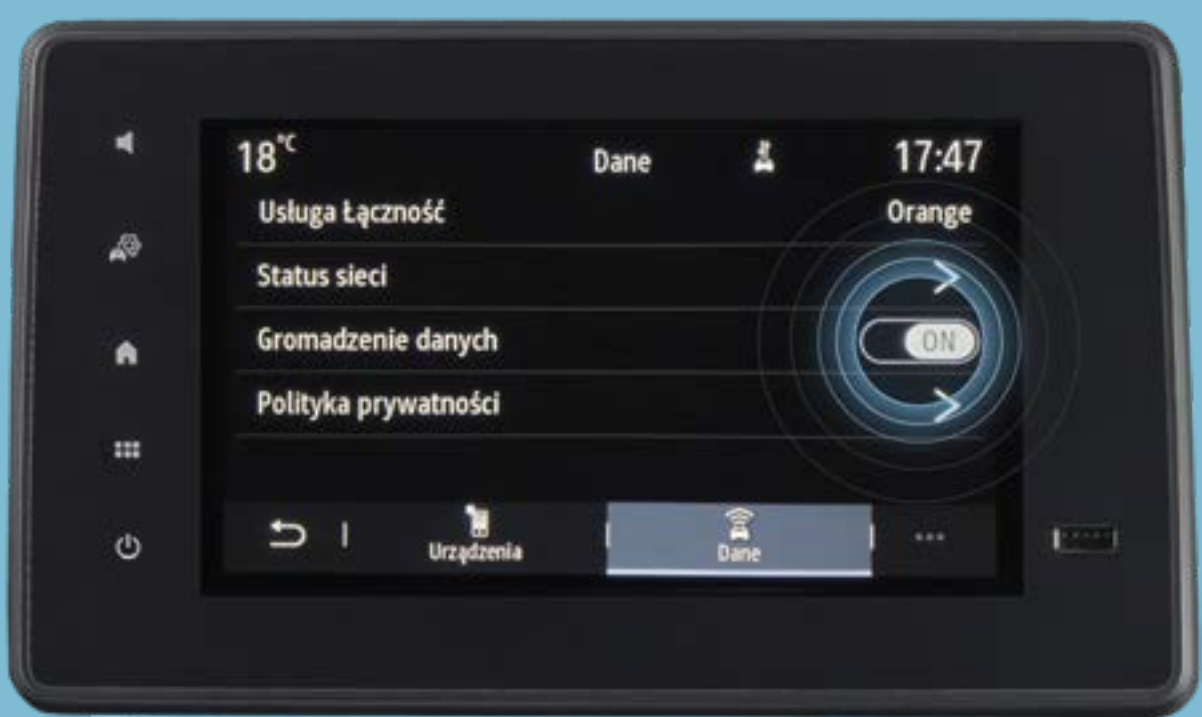 18°C
Dane
17:47
Usługa Łączność
Orange
Status sieci
Gromadzenie danych
ON
Polityka prywatności
Urządzenia
Dane